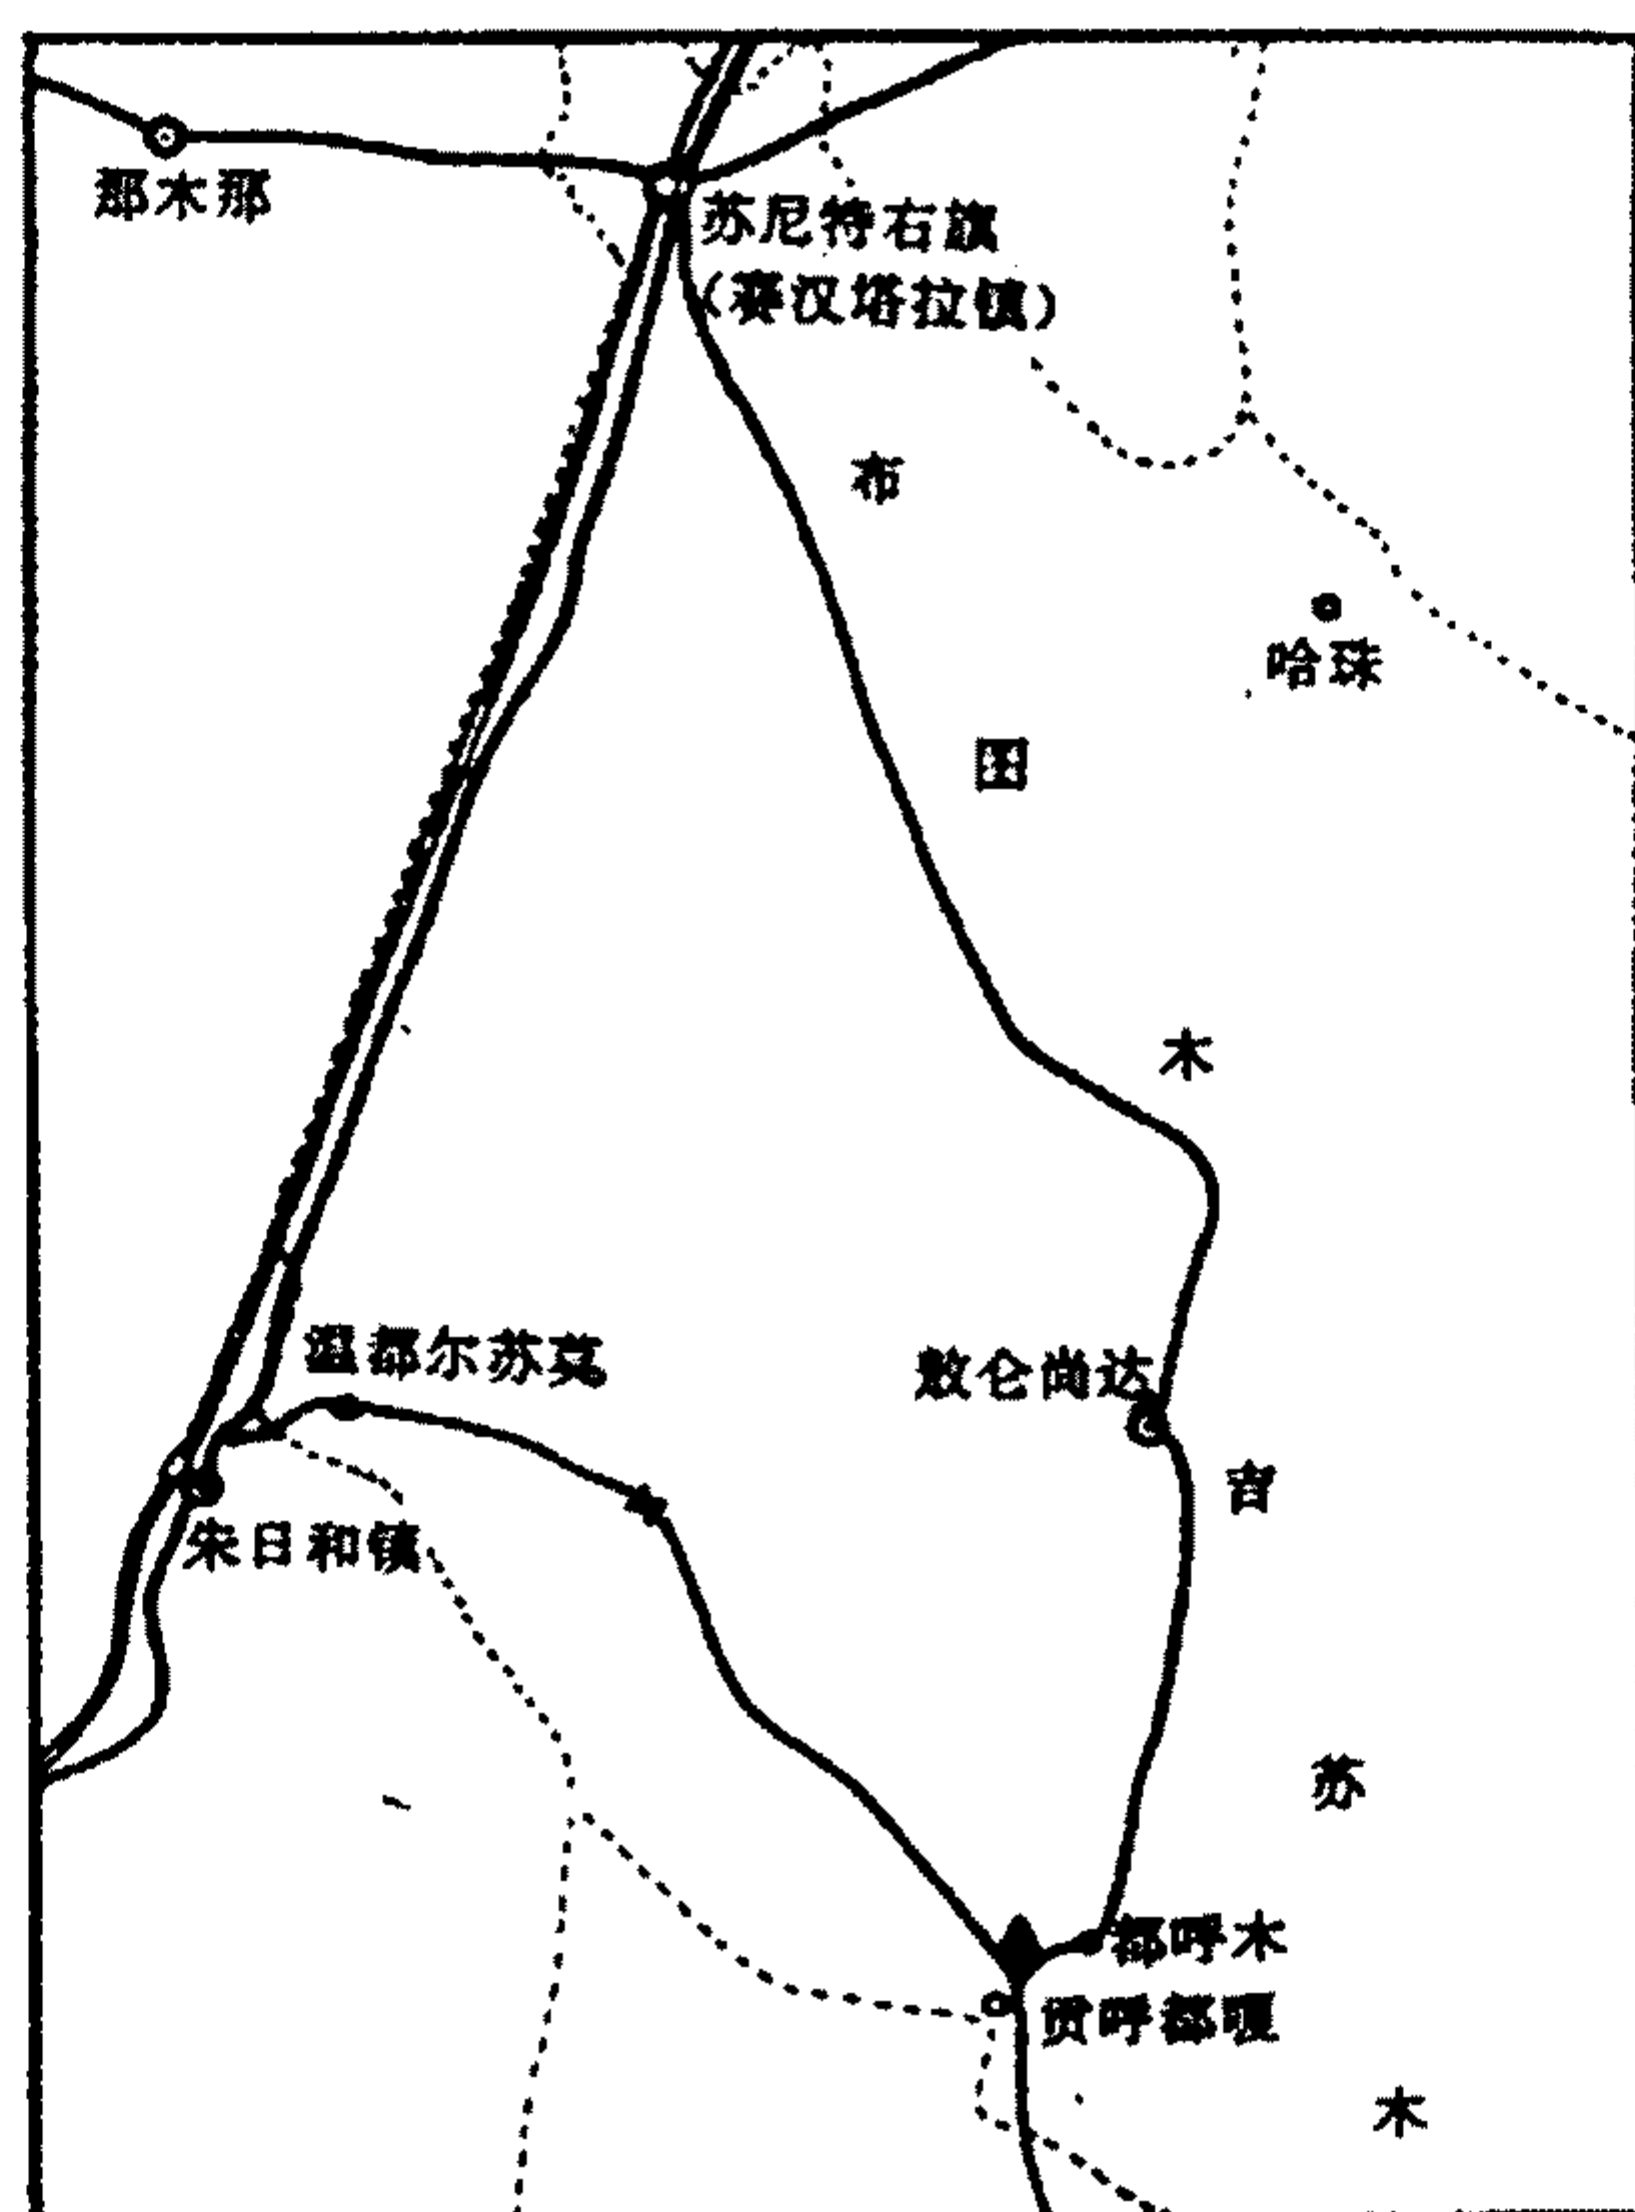 那木那
苏尼特右旗
(赛汉塔拉镇)
布
哈珠
图
木
温都尔苏莫
敖仑尚达
吉
朱日和镇
苏
都呼木
贲呼都嘎
木